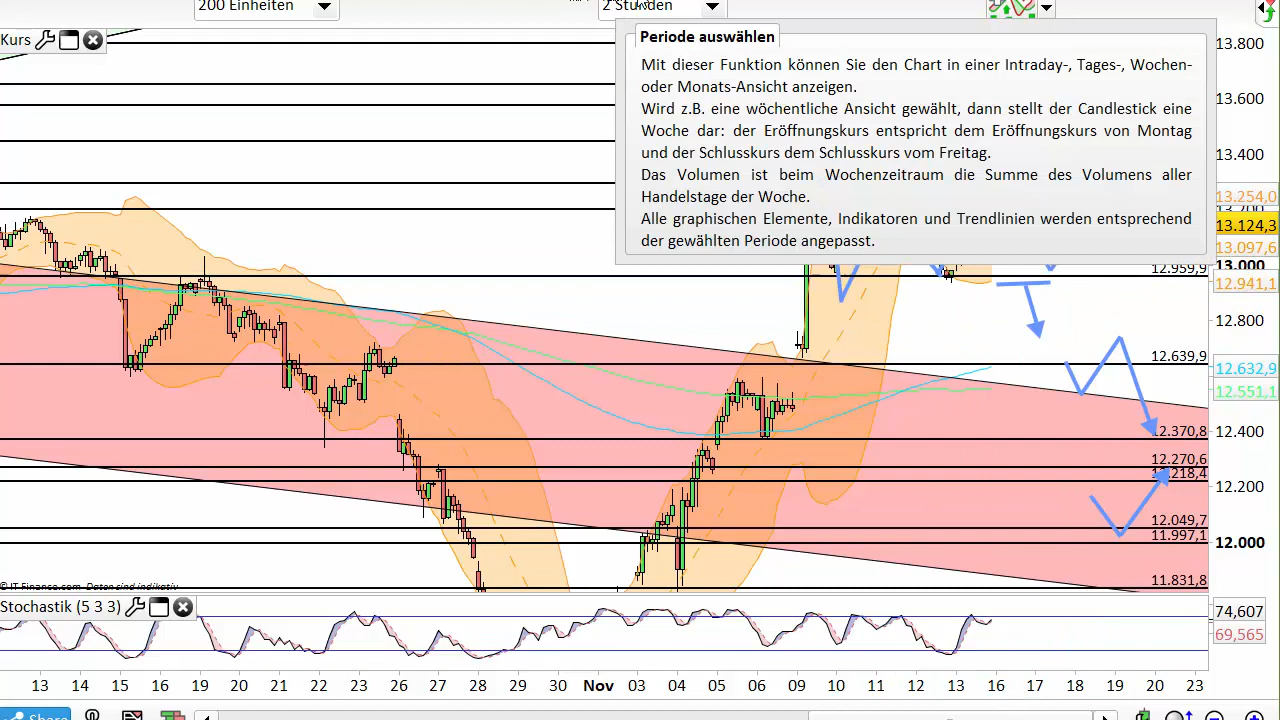 200 Einheiten
2 Stunden
Kurs
Periode auswählen
Mit dieser Funktion können Sie den Chart in einer Intraday-, Tages-, Wochen-
oder Monats-Ansicht anzeigen.
Wird z.B. eine wöchentliche Ansicht gewählt, dann stellt der Candlestick eine
Woche dar: der Eröffnungskurs entspricht dem Eröffnungskurs von Montag
und der Schlusskurs dem Schlusskurs vom Freitag.
Das Volumen ist beim Wochenzeitraum die Summe des Volumens aller
Handelstage der Woche.
Alle graphischen Elemente, Indikatoren und Trendlinien werden entsprechend
der gewählten Periode angepasst.
13.800
13.600
13.400
13.254,0
13.124,3
13.097,6
13.000
12.959,9
12.941,1
12.800
12.639,9
12.632,9
12.551,1
12.370,8
12.400
12.270,6
12.218,4
12.200
12.049,7
11.997,1
12.000
11.831,8
© IT-Finance.com Daten sind indikativ
Stochastik (5 3 3)
74,607
69,565
13 14 15 16 19 20 21 22 23 26 27 28 29 30 Nov 03 04 05 06 09 10 11 12 13 16 17 18 19 20 23
Share